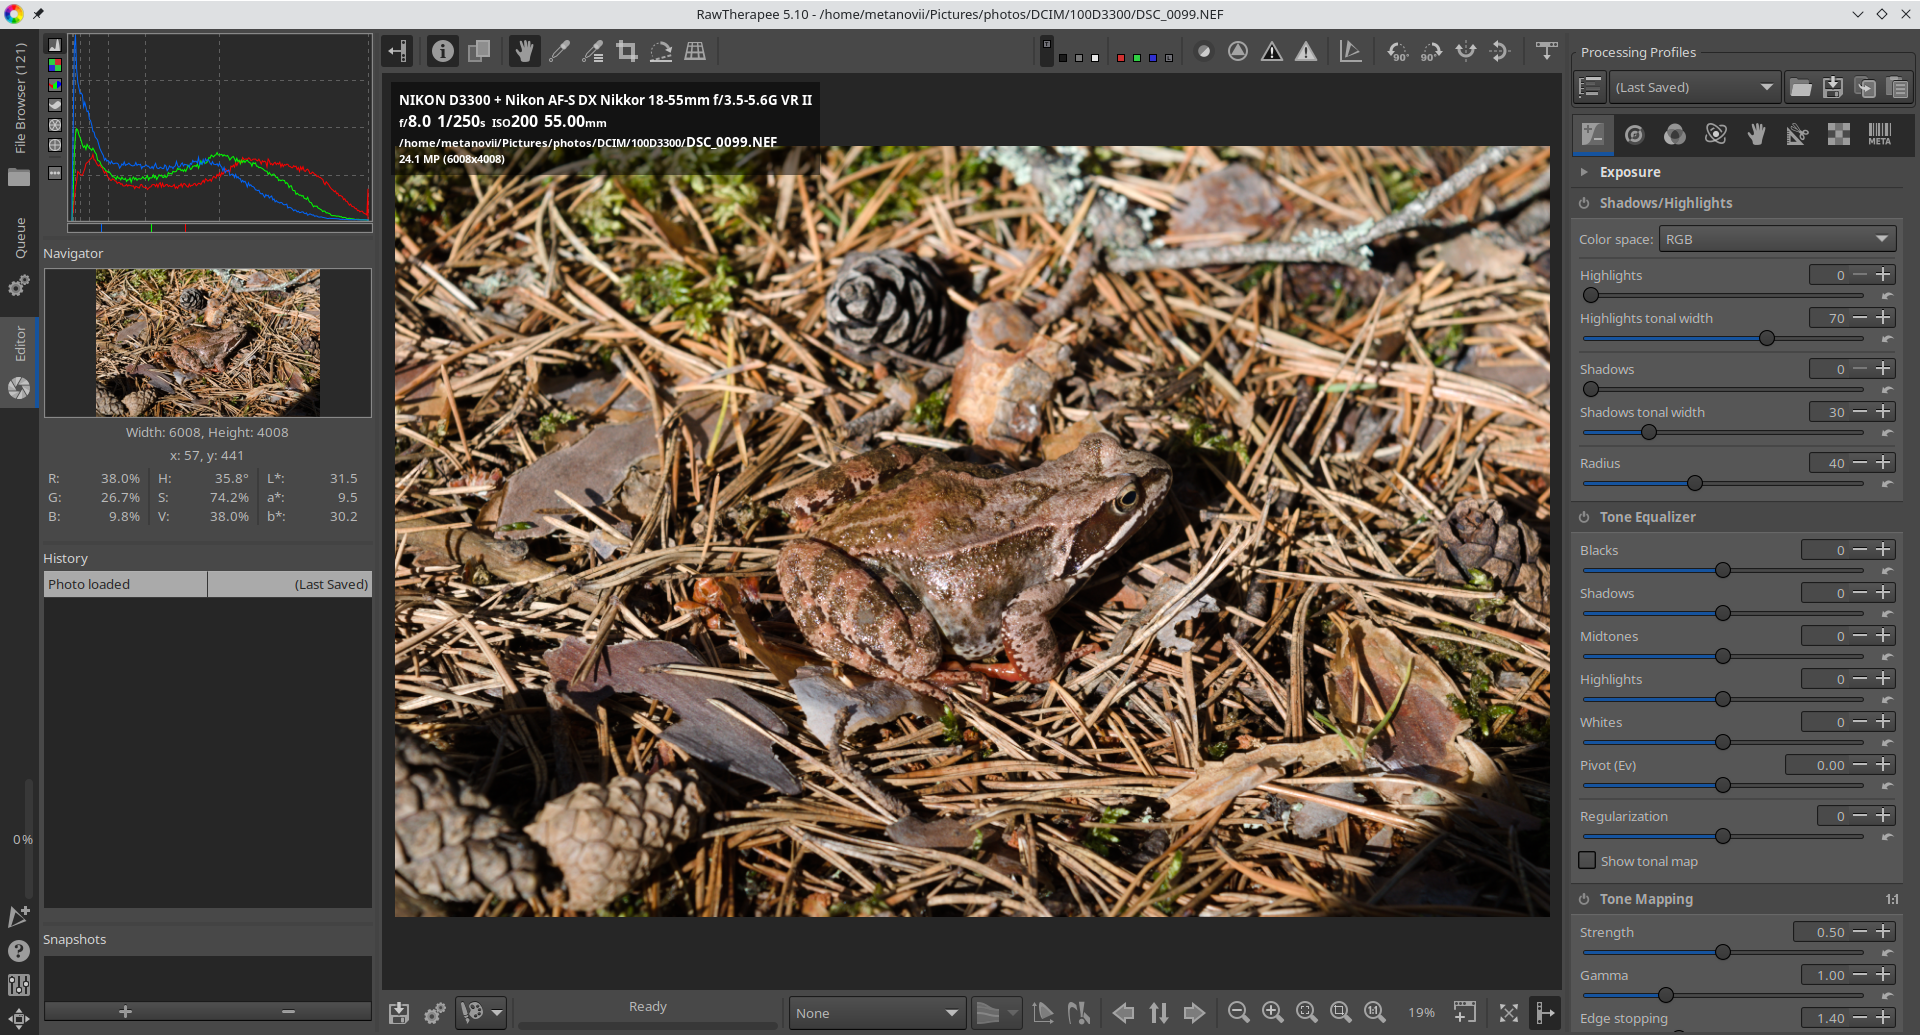 RawTherapee 5.10 - /home/metanovii/Pictures/photos/DCIM/100D3300/DSC_0099.NEF
File Browser (121)
Queue
Editor
0%
Navigator
Width: 6008, Height: 4008
x: 57, y: 441
R: 38.0% H: 35.8° L*: 31.5
G: 26.7% S: 74.2% a*: 9.5
B: 9.8% V: 38.0% b*: 30.2
History
Photo loaded (Last Saved)
Snapshots
NIKON D3300 + Nikon AF-S DX Nikkor 18-55mm f/3.5-5.6G VR II
f/8.0 1/250s ISO200 55.00mm
/home/metanovii/Pictures/photos/DCIM/100D3300/DSC_0099.NEF
24.1 MP (6008x4008)
90° 90°
Ready
None
1:1
19%
Processing Profiles
(Last Saved)
META
Exposure
Shadows/Highlights
Color space: RGB
Highlights 0
Highlights tonal width 70
Shadows 0
Shadows tonal width 30
Radius 40
Tone Equalizer
Blacks 0
Shadows 0
Midtones 0
Highlights 0
Whites 0
Pivot (Ev) 0.00
Regularization 0
Show tonal map
Tone Mapping 1:1
Strength 0.50
Gamma 1.00
Edge stopping 1.40